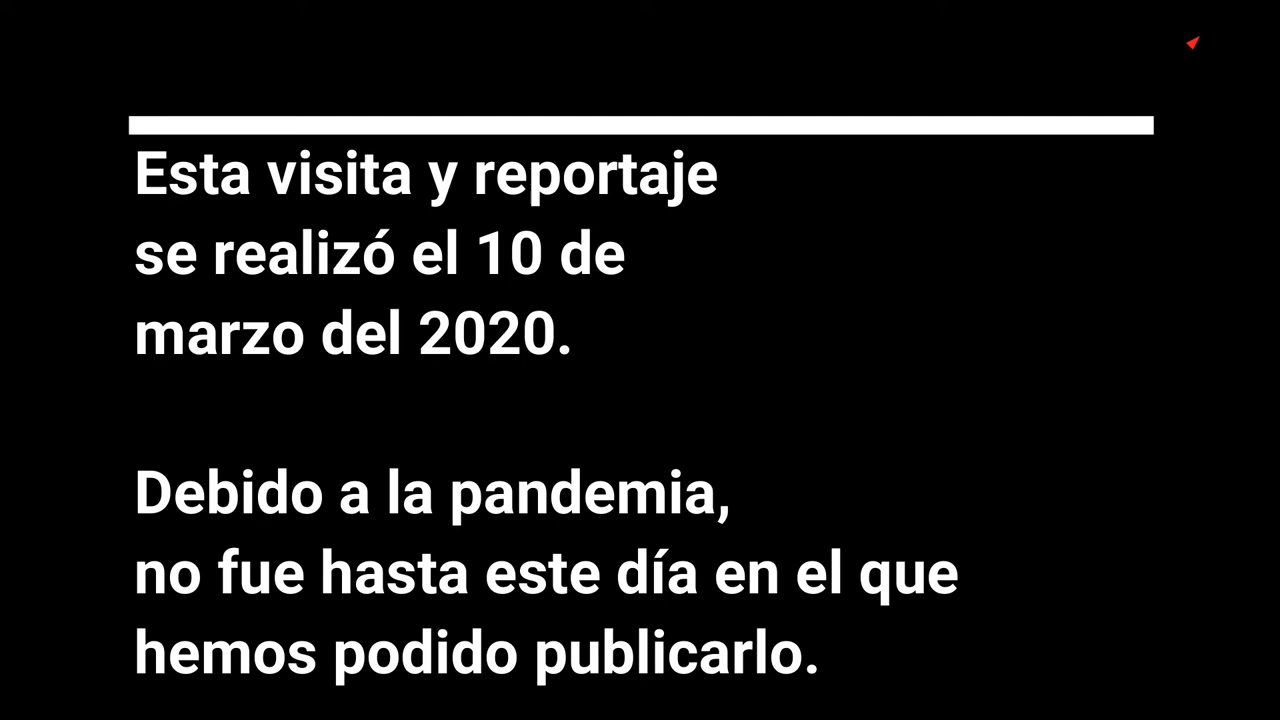 Esta visita y reportaje
se realizó el 10 de
marzo del 2020.
Debido a la pandemia,
no fue hasta este día en el que
hemos podido publicarlo.